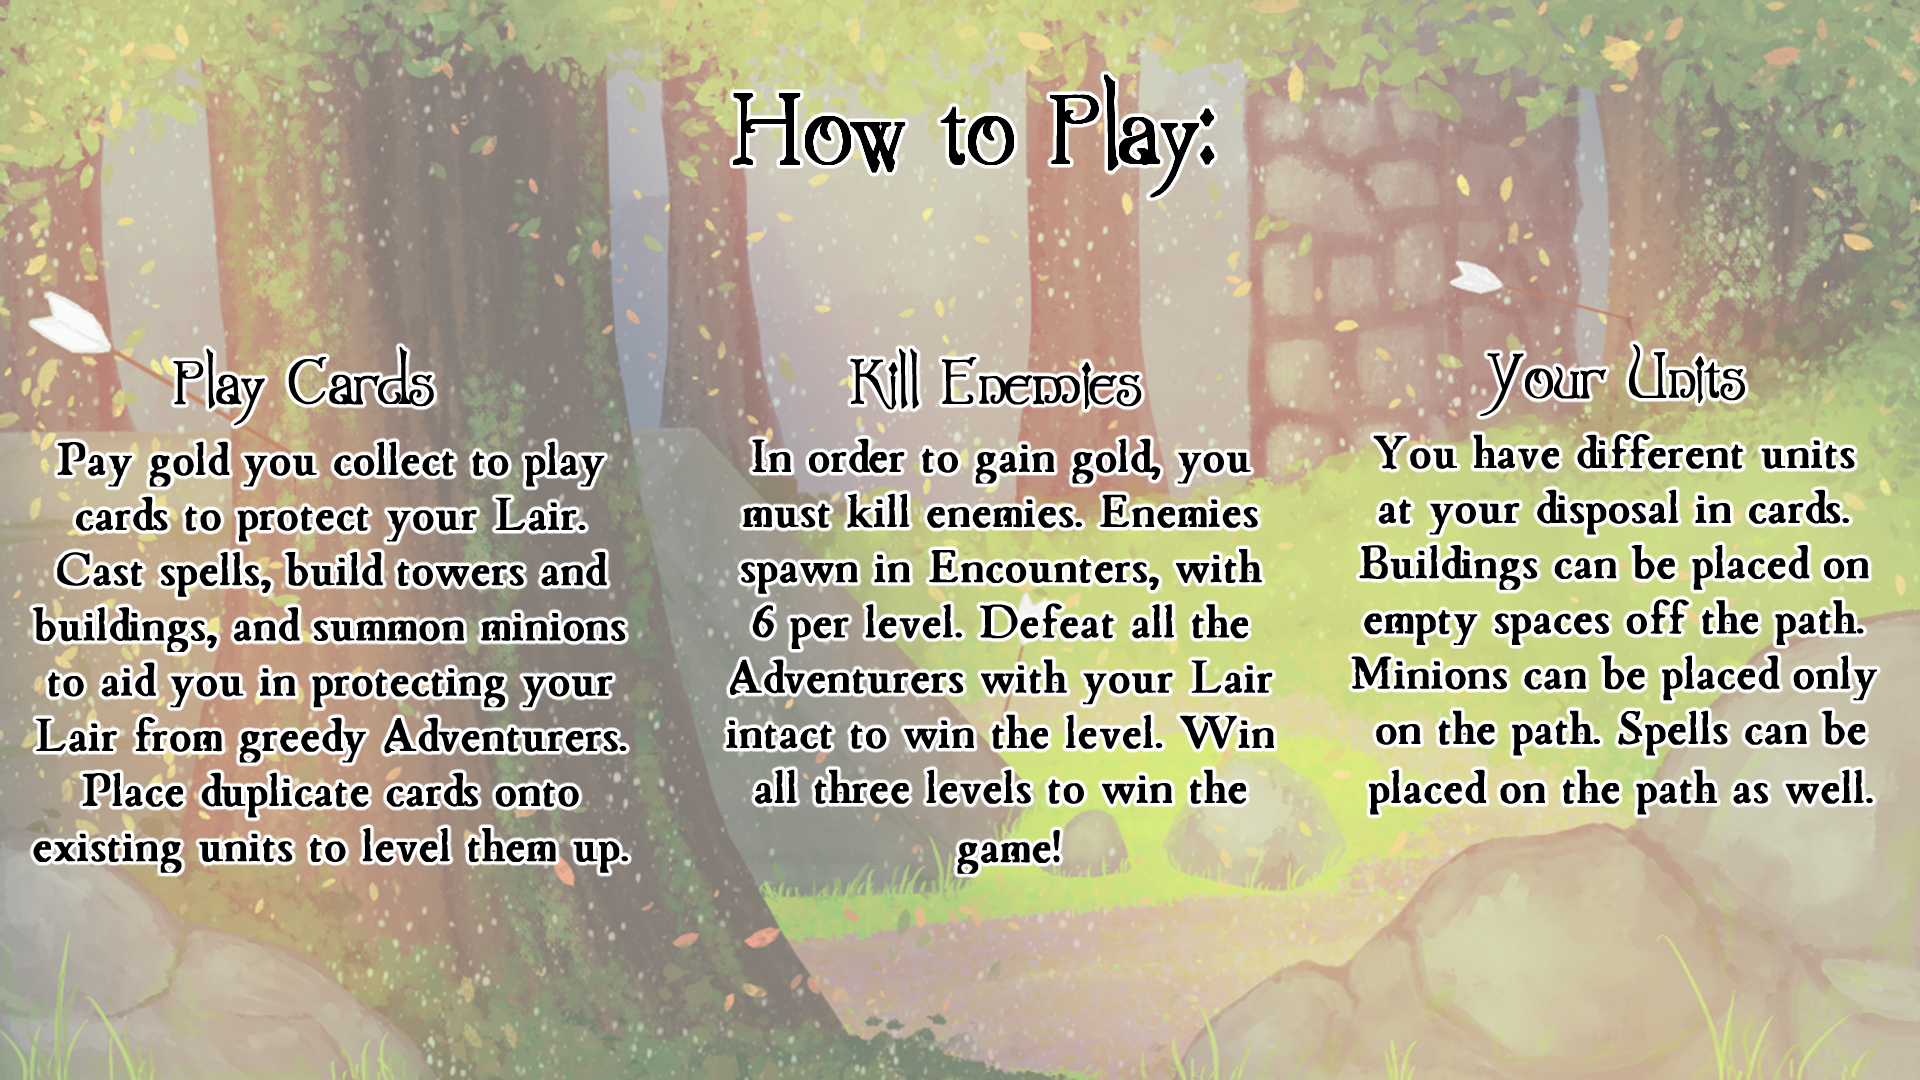 How to Play:
Play Cards
Pay gold you collect to play
cards to protect your Lair.
Cast spells, build towers and
buildings, and summon minions
to aid you in protecting your
Lair from greedy Adventurers.
Place duplicate cards onto
existing units to level them up.
Kill Enemies
In order to gain gold, you
must kill enemies. Enemies
spawn in Encounters, with
6 per level. Defeat all the
Adventurers with your Lair
intact to win the level. Win
all three levels to win the
game!
Your Units
You have different units
at your disposal in cards.
Buildings can be placed on
empty spaces off the path.
Minions can be placed only
on the path. Spells can be
placed on the path as well.